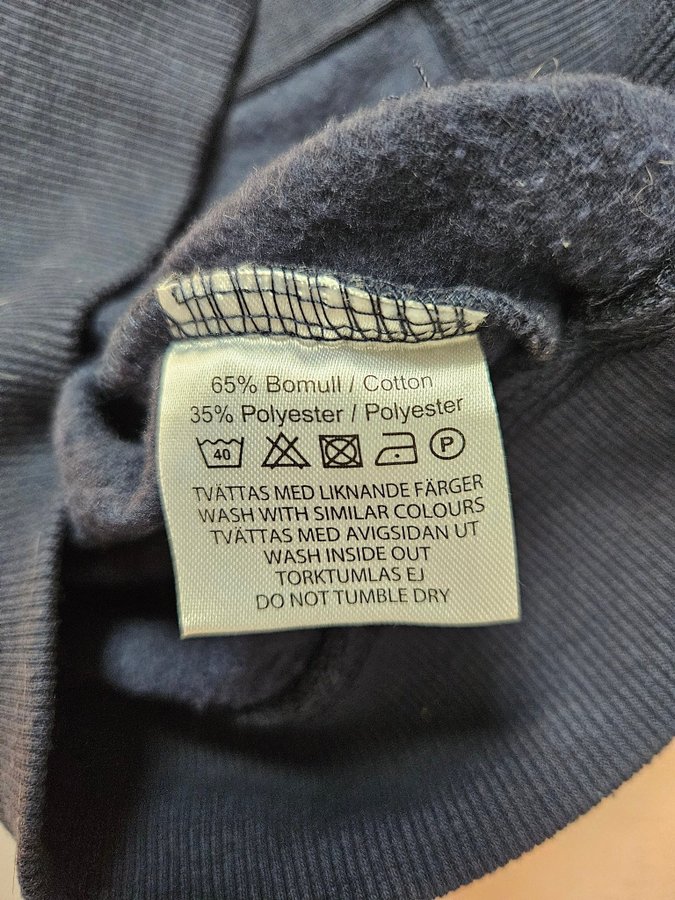 65% Bomull / Cotton
35% Polyester / Polyester
40 P
TVÄTTAS MED LIKNANDE FÄRGER
WASH WITH SIMILAR COLOURS
TVÄTTAS MED AVIGSIDAN UT
WASH INSIDE OUT
TORKTUMLAS EJ
DO NOT TUMBLE DRY